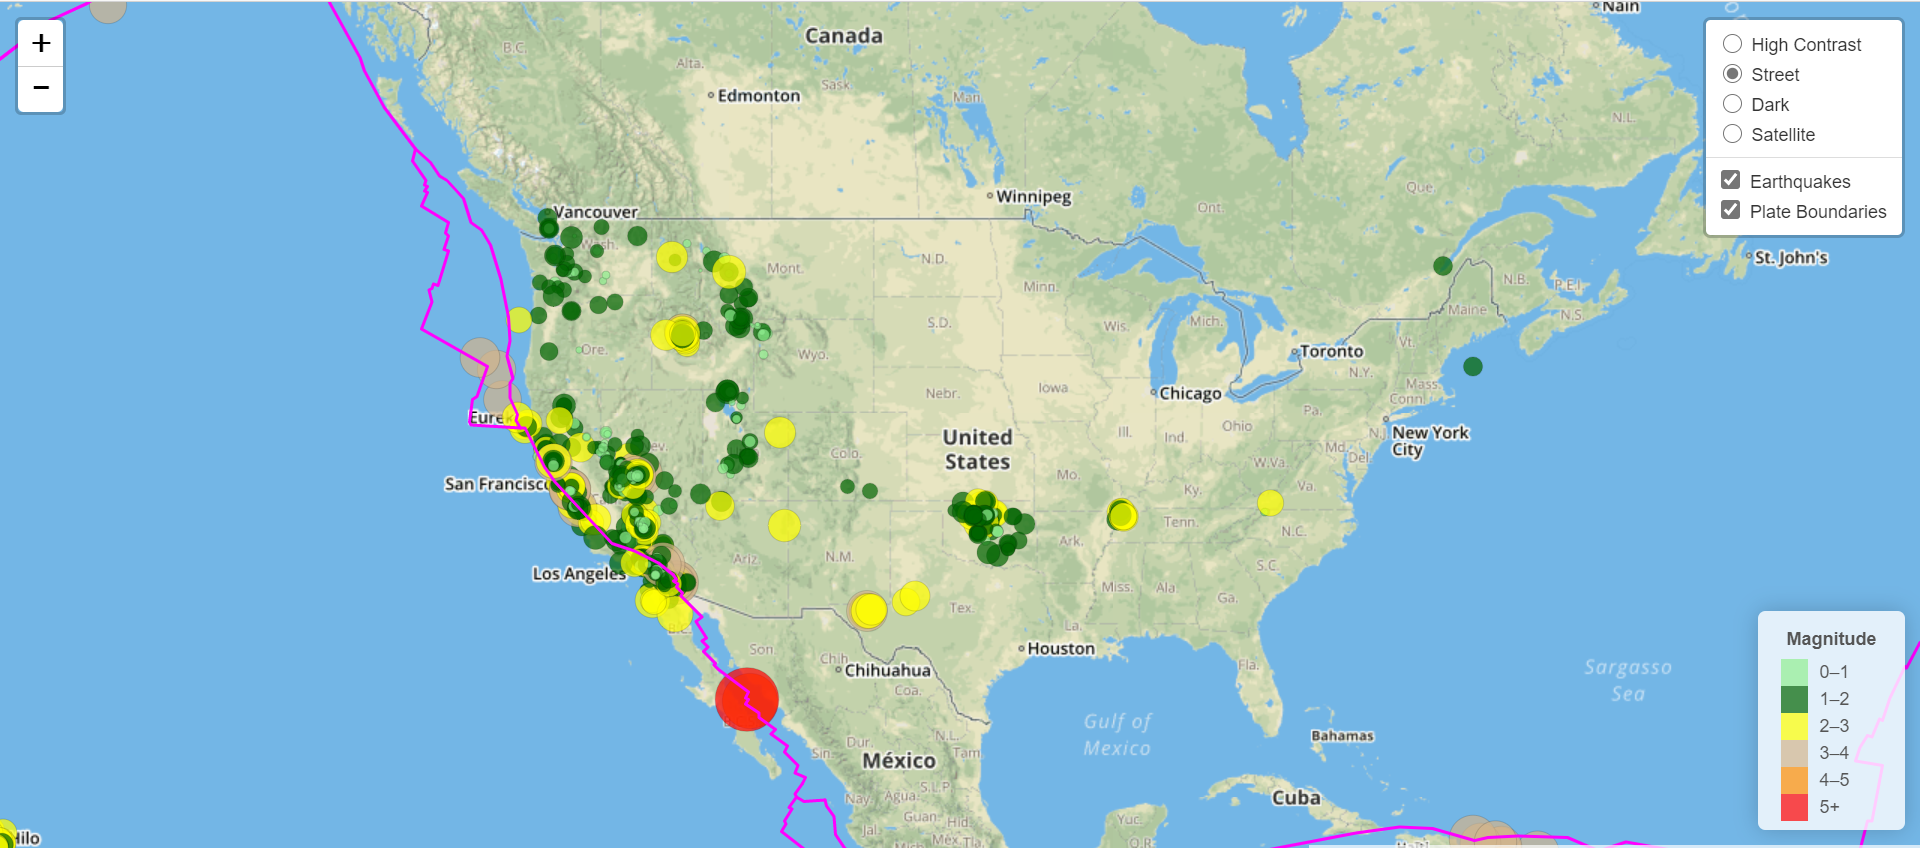 +
−
Canada
Nain
B.C.
Alta.
Sask.
Edmonton
Man.
N.L.
High Contrast
Street
Dark
Satellite
Earthquakes
Plate Boundaries
Winnipeg
Ont.
Que.
Vancouver
Wash.
Mont.
N.D.
Minn.
St. John's
N.B.
P.E.I.
Maine
N.S.
S.D.
Wis.
Mich.
Ore.
Wyo.
Toronto
Vt.
N.Y.
Mass.
Conn.
Nebr.
Iowa
Chicago
Pa.
Eurek
United
States
Ill.
Ind.
Ohio
N.J.
New York
City
Md.
Del.
ev.
Colo.
Mo.
W.Va.
Va.
San Francisco
Ky.
Tenn.
N.C.
Los Angeles
Ariz.
N.M.
Ark.
Miss.
Ala.
Ga.
S.C.
Tex.
La.
Son.
Chih.
Chihuahua
Houston
Coa.
Fla.
Sargasso
Sea
Gulf of
Mexico
Bahamas
Dur.
N.L.
Sin.
Tam.
México
S.L.P.
Nay.
Agua.
Cuba
Guan.
Hid.
Jal.
Yuc.
Mich.
Méx.
Tla.
Q.R.
Haïti
Hilo
Magnitude
0–1
1–2
2–3
3–4
4–5
5+